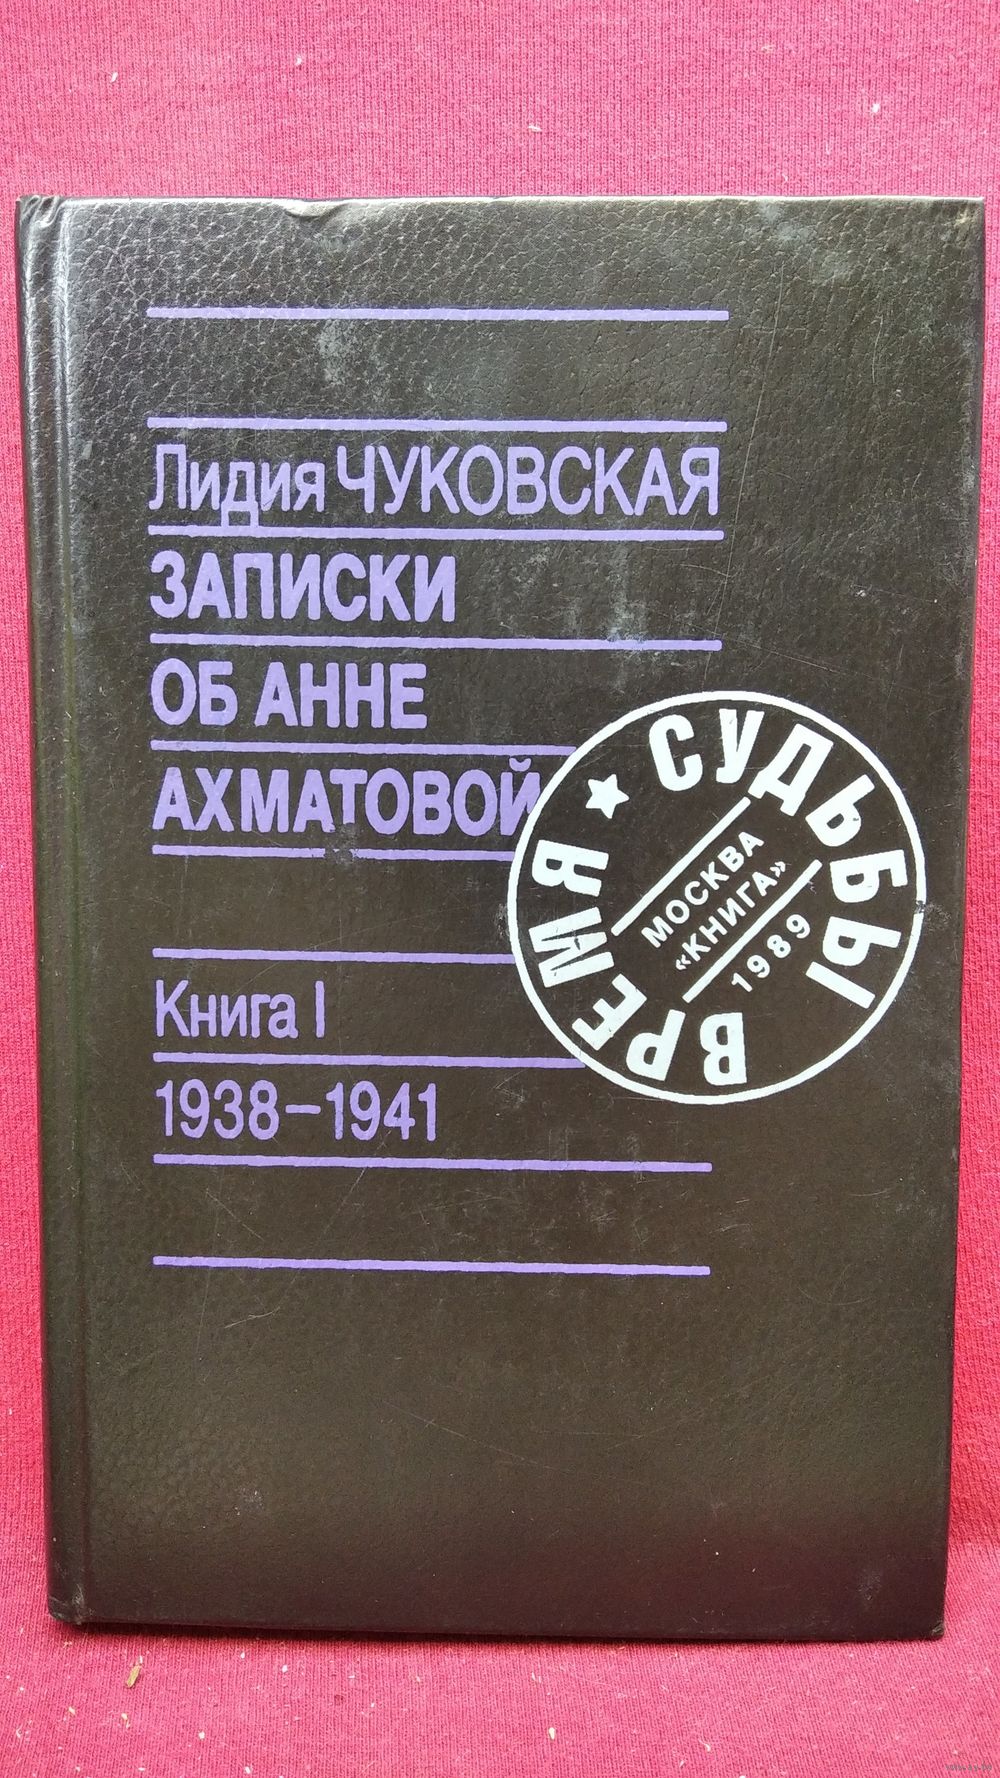 Лидия ЧУКОВСКАЯ
ЗАПИСКИ
ОБ АННЕ
АХМАТОВОЙ
Книга I
1938–1941
ВРЕМЯ ★ СУДЬБЫ
МОСКВА
«КНИГА»
1989